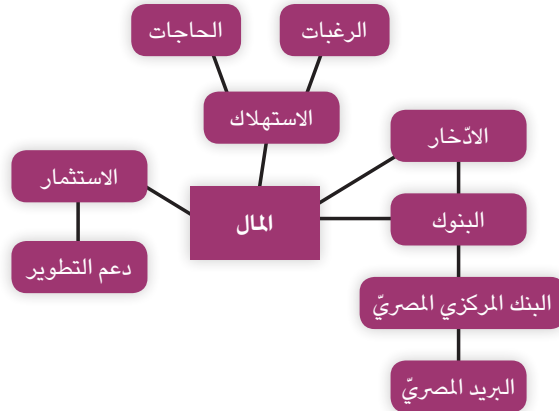 الرغبات
الحاجات
الاستهلاك
الادّخار
الاستثمار
المال
البنوك
دعم التطوير
البنك المركزي المصريّ
البريد المصريّ